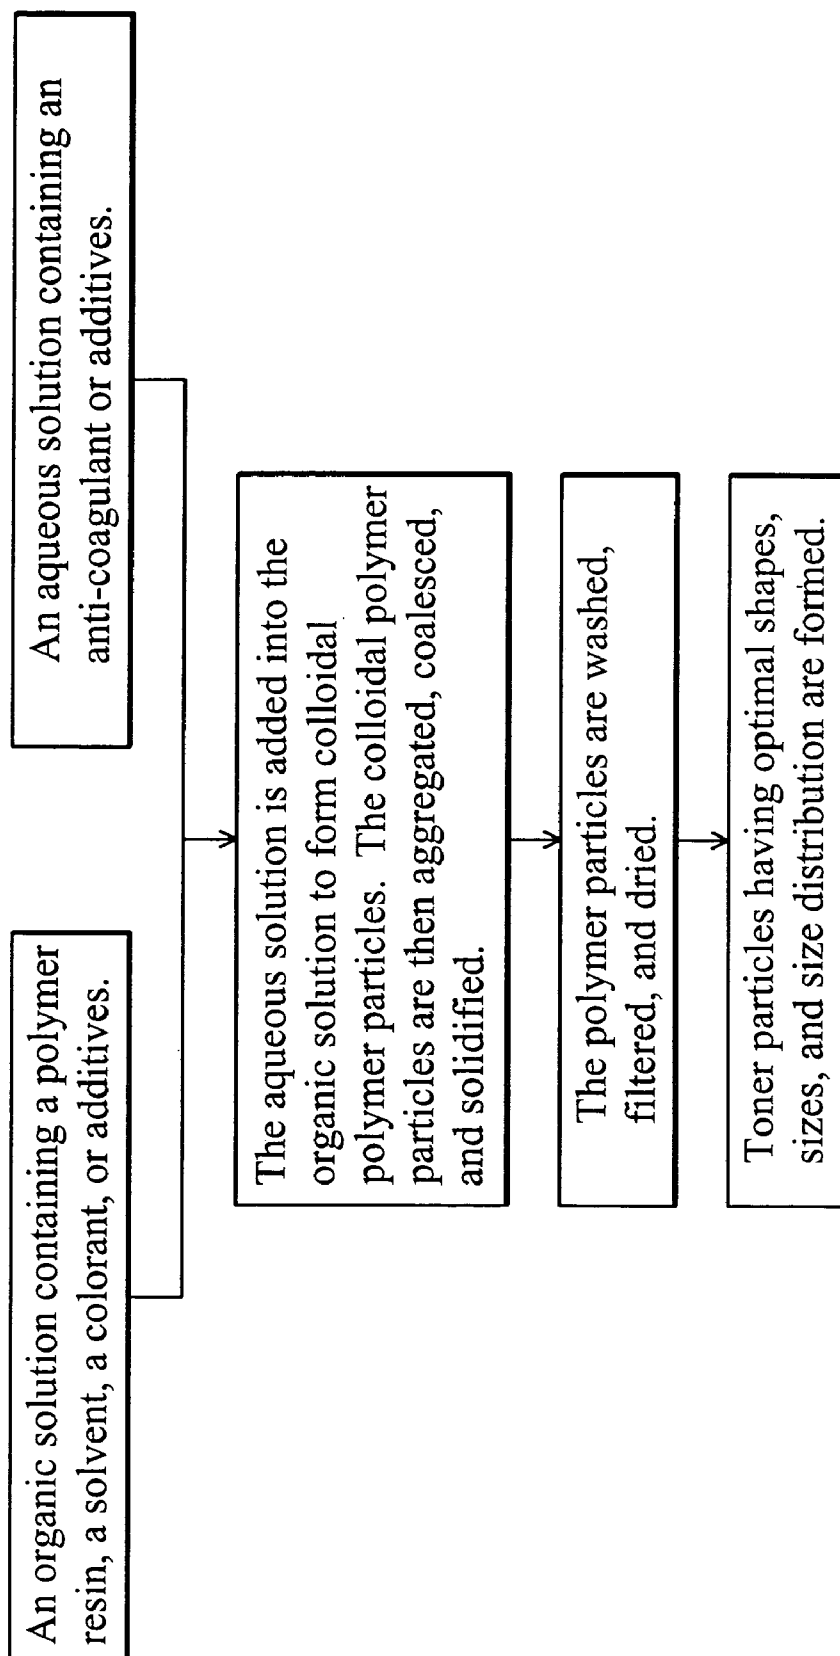 An organic solution containing a polymer
resin, a solvent, a colorant, or additives.
An aqueous solution containing an
anti-coagulant or additives.
The aqueous solution is added into the
organic solution to form colloidal
polymer particles. The colloidal polymer
particles are then aggregated, coalesced,
and solidified.
The polymer particles are washed,
filtered, and dried.
Toner particles having optimal shapes,
sizes, and size distribution are formed.